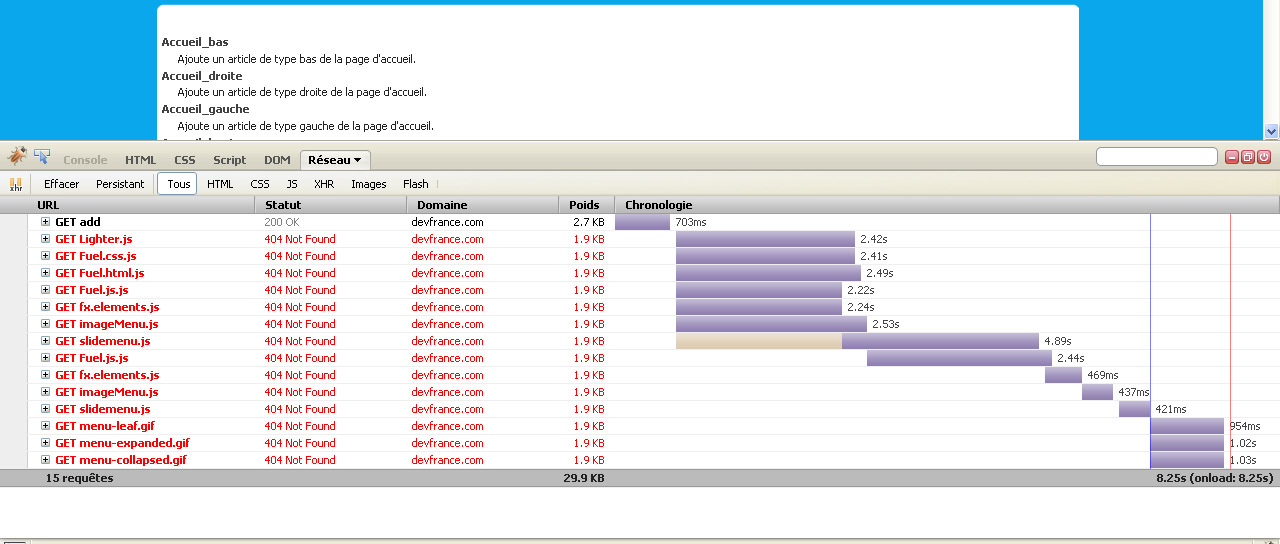 Accueil_bas
Ajoute un article de type bas de la page d'accueil.
Accueil_droite
Ajoute un article de type droite de la page d'accueil.
Accueil_gauche
Ajoute un article de type gauche de la page d'accueil.
Console HTML CSS Script DOM Réseau
xhr Effacer Persistant Tous HTML CSS JS XHR Images Flash
URL Statut Domaine Poids Chronologie
GET add 200 OK devfrance.com 2.7 KB 703ms
GET Lighter.js 404 Not Found devfrance.com 1.9 KB 2.42s
GET Fuel.css.js 404 Not Found devfrance.com 1.9 KB 2.41s
GET Fuel.html.js 404 Not Found devfrance.com 1.9 KB 2.49s
GET Fuel.js.js 404 Not Found devfrance.com 1.9 KB 2.22s
GET fx.elements.js 404 Not Found devfrance.com 1.9 KB 2.24s
GET imageMenu.js 404 Not Found devfrance.com 1.9 KB 2.53s
GET slidemenu.js 404 Not Found devfrance.com 1.9 KB 4.89s
GET Fuel.js.js 404 Not Found devfrance.com 1.9 KB 2.44s
GET fx.elements.js 404 Not Found devfrance.com 1.9 KB 469ms
GET imageMenu.js 404 Not Found devfrance.com 1.9 KB 437ms
GET slidemenu.js 404 Not Found devfrance.com 1.9 KB 421ms
GET menu-leaf.gif 404 Not Found devfrance.com 1.9 KB 954ms
GET menu-expanded.gif 404 Not Found devfrance.com 1.9 KB 1.02s
GET menu-collapsed.gif 404 Not Found devfrance.com 1.9 KB 1.03s
15 requêtes 29.9 KB 8.25s (onload: 8.25s)